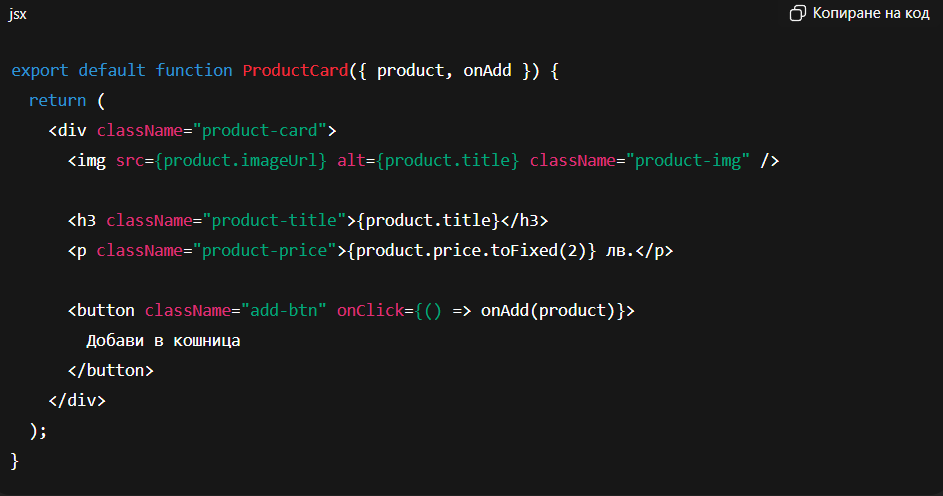 jsx
Копиране на код
export default function ProductCard({ product, onAdd }) {
  return (
    <div className="product-card">
      <img src={product.imageUrl} alt={product.title} className="product-img" />
      <h3 className="product-title">{product.title}</h3>
      <p className="product-price">{product.price.toFixed(2)} лв.</p>
      <button className="add-btn" onClick={() => onAdd(product)}>
        Добави в кошница
      </button>
    </div>
  );
}